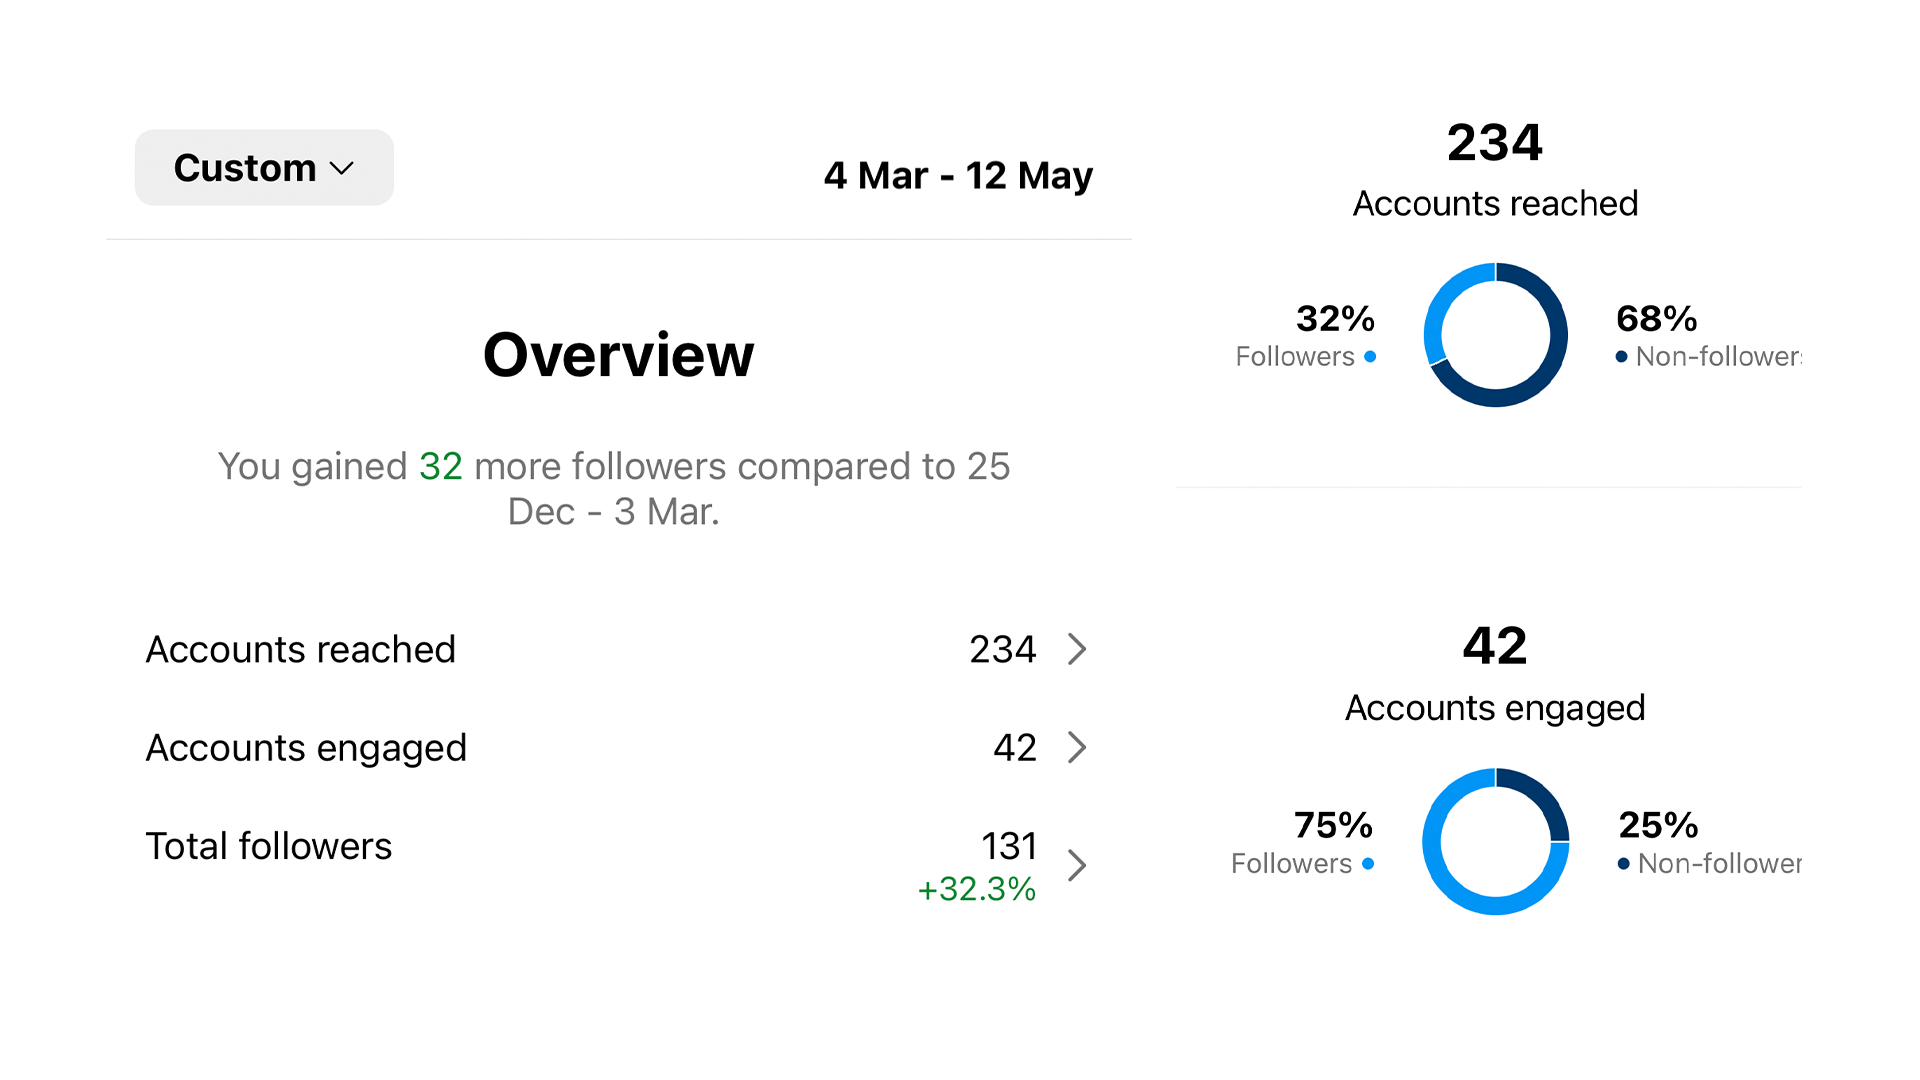 Custom
4 Mar - 12 May
Overview
You gained 32 more followers compared to 25
Dec - 3 Mar.
Accounts reached 234
Accounts engaged 42
Total followers 131
+32.3%
234
Accounts reached
32% 68%
Followers Non-follower
42
Accounts engaged
75% 25%
Followers Non-follower